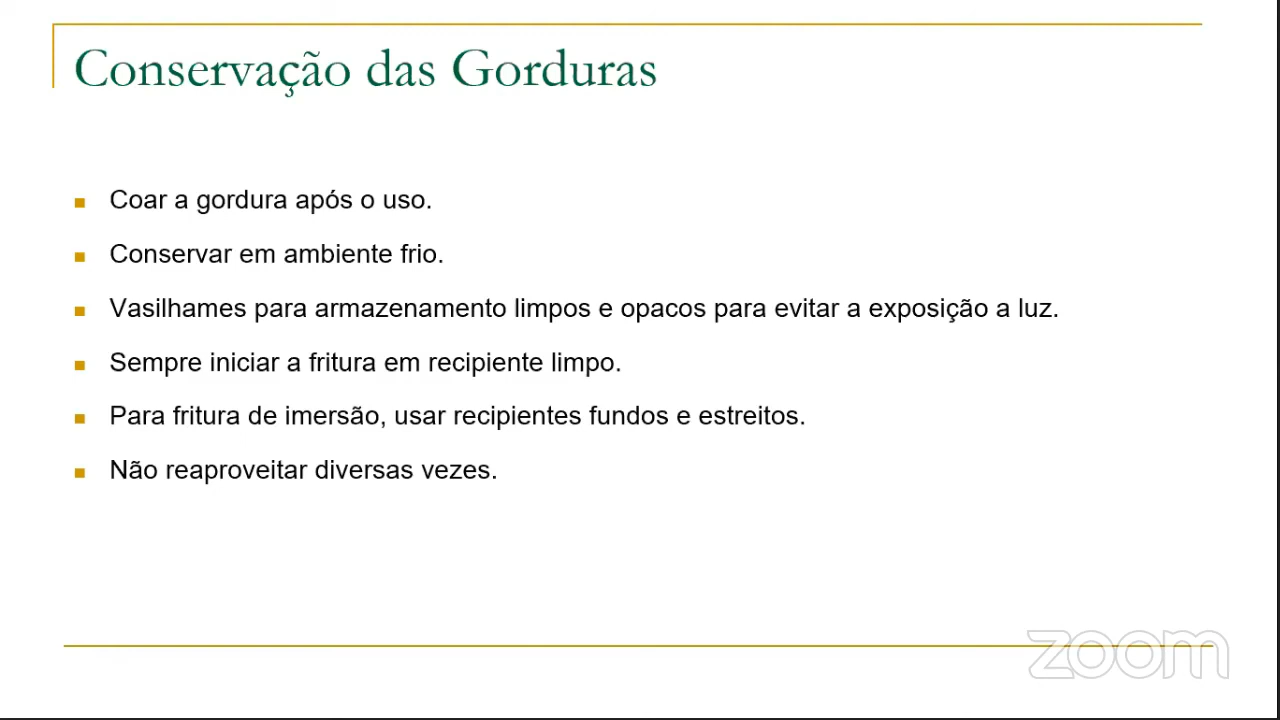 Conservação das Gorduras
Coar a gordura após o uso.
Conservar em ambiente frio.
Vasilhames para armazenamento limpos e opacos para evitar a exposição a luz.
Sempre iniciar a fritura em recipiente limpo.
Para fritura de imersão, usar recipientes fundos e estreitos.
Não reaproveitar diversas vezes.
zoom